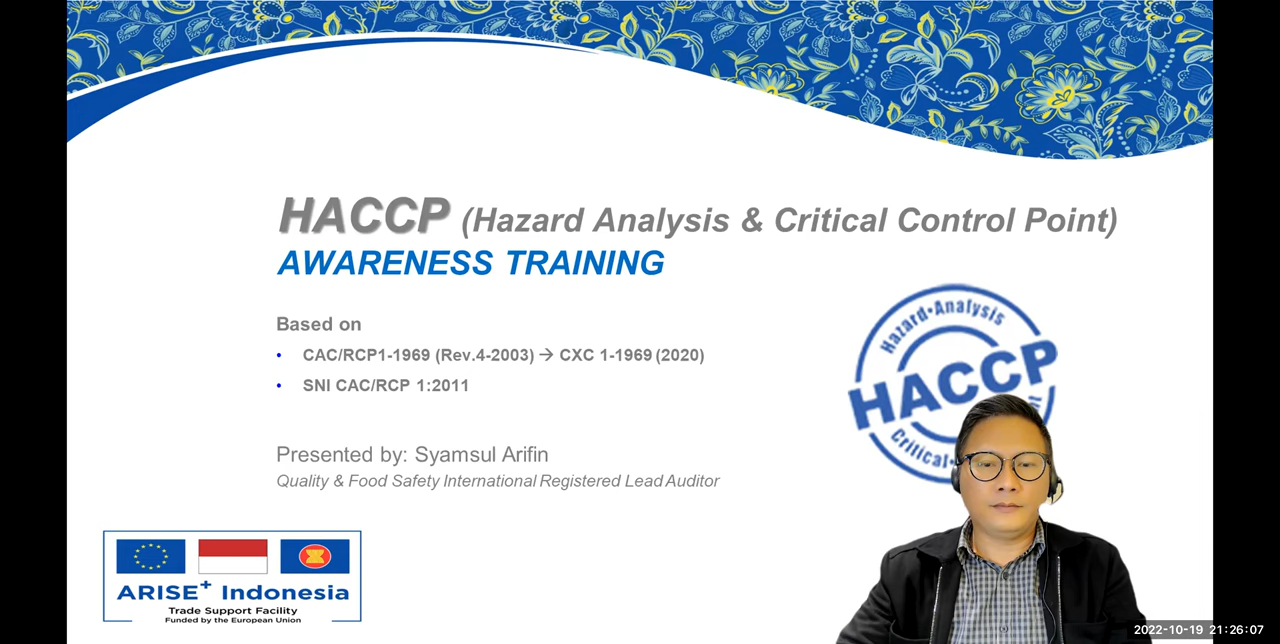 HACCP (Hazard Analysis & Critical Control Point)
AWARENESS TRAINING
Based on
• CAC/RCP1-1969 (Rev.4-2003) → CXC 1-1969 (2020)
• SNI CAC/RCP 1:2011
Presented by: Syamsul Arifin
Quality & Food Safety International Registered Lead Auditor
Hazard•Analysis
HACCP
Critical
ARISE+ Indonesia
Trade Support Facility
Funded by the European Union
2022-10-19 21:26:07